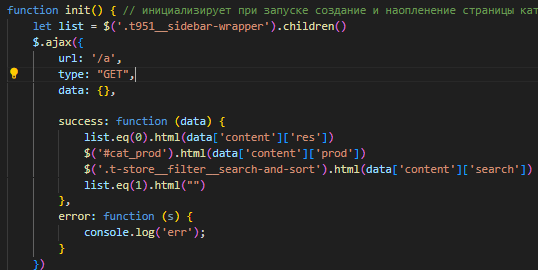 function init() { // инициализирует при запуске создание и наопленение страницы кат
let list = $('.t951__sidebar-wrapper').children()
$.ajax({
url: '/a',
type: "GET",
data: {},
success: function (data) {
list.eq(0).html(data['content']['res'])
$('#cat_prod').html(data['content']['prod'])
$('.t-store__filter__search-and-sort').html(data['content']['search'])
list.eq(1).html("")
},
error: function (s) {
console.log('err');
}
})